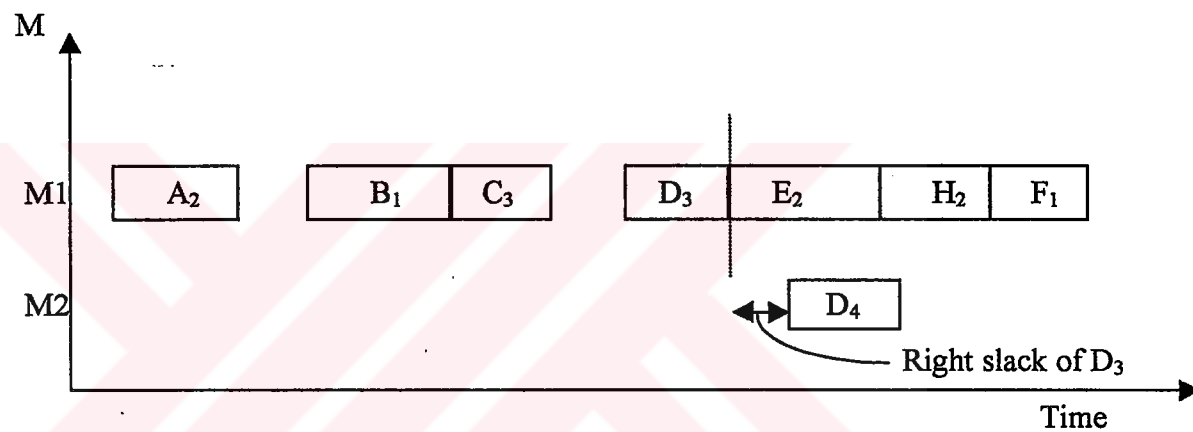 M
M1 A₂ B₁ C₃ D₃ E₂ H₂ F₁
M2 D₄
Right slack of D₃
Time